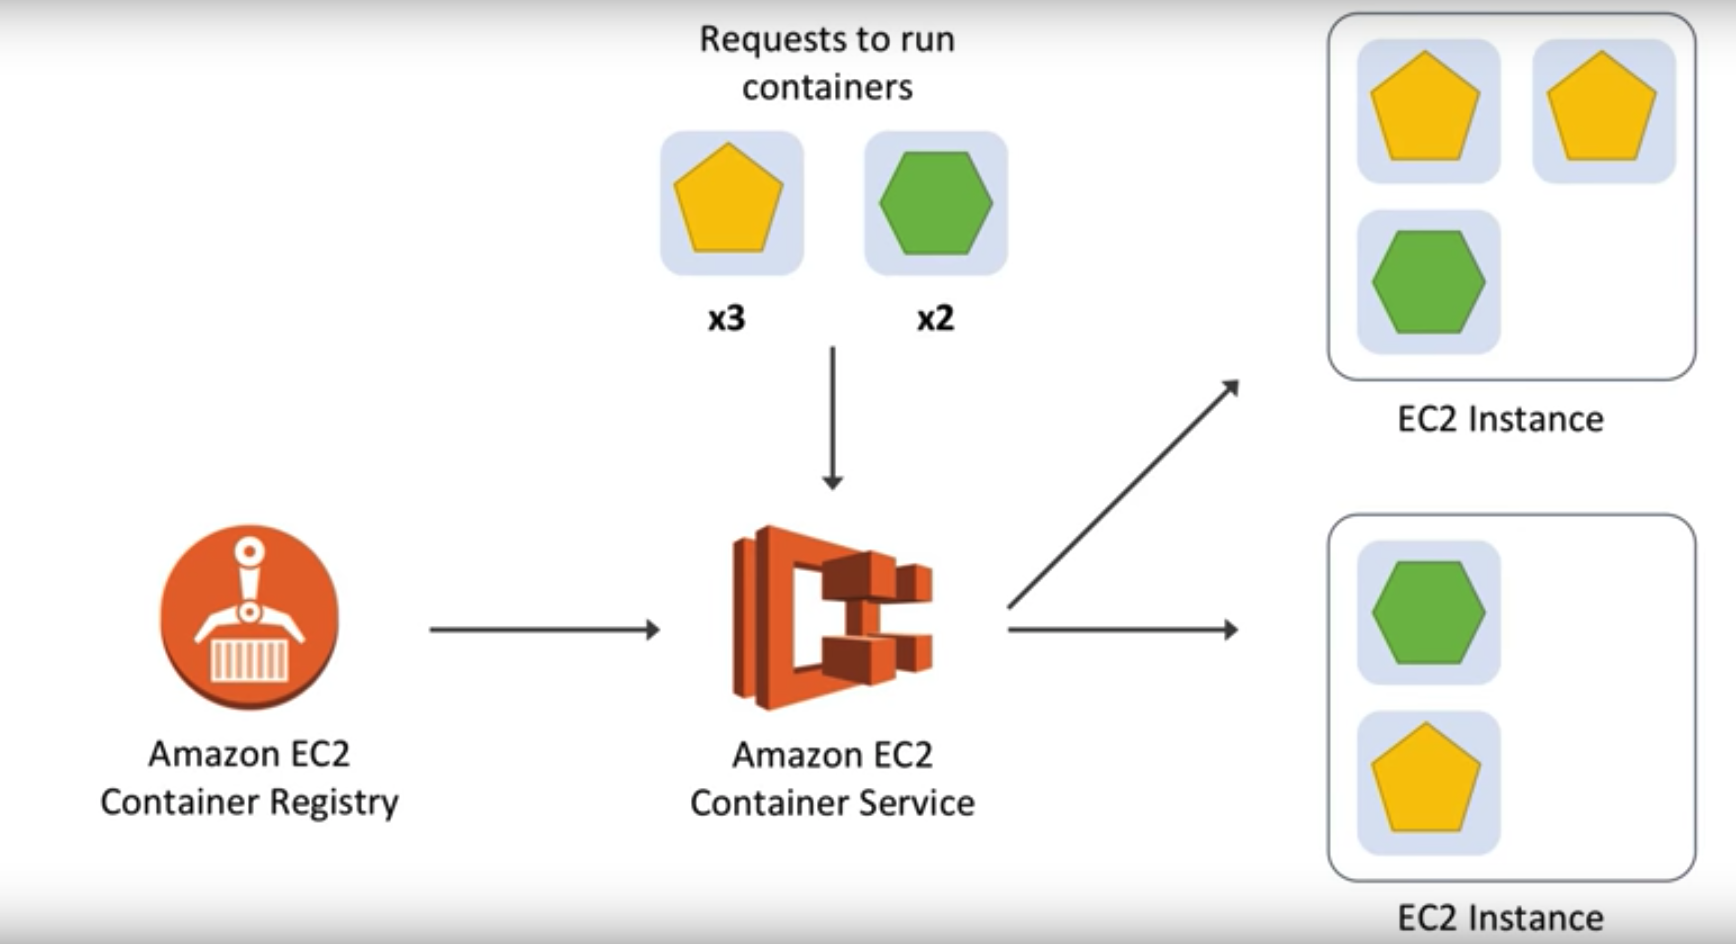 Requests to run
containers
x3
x2
EC2 Instance
Amazon EC2
Container Registry
Amazon EC2
Container Service
EC2 Instance